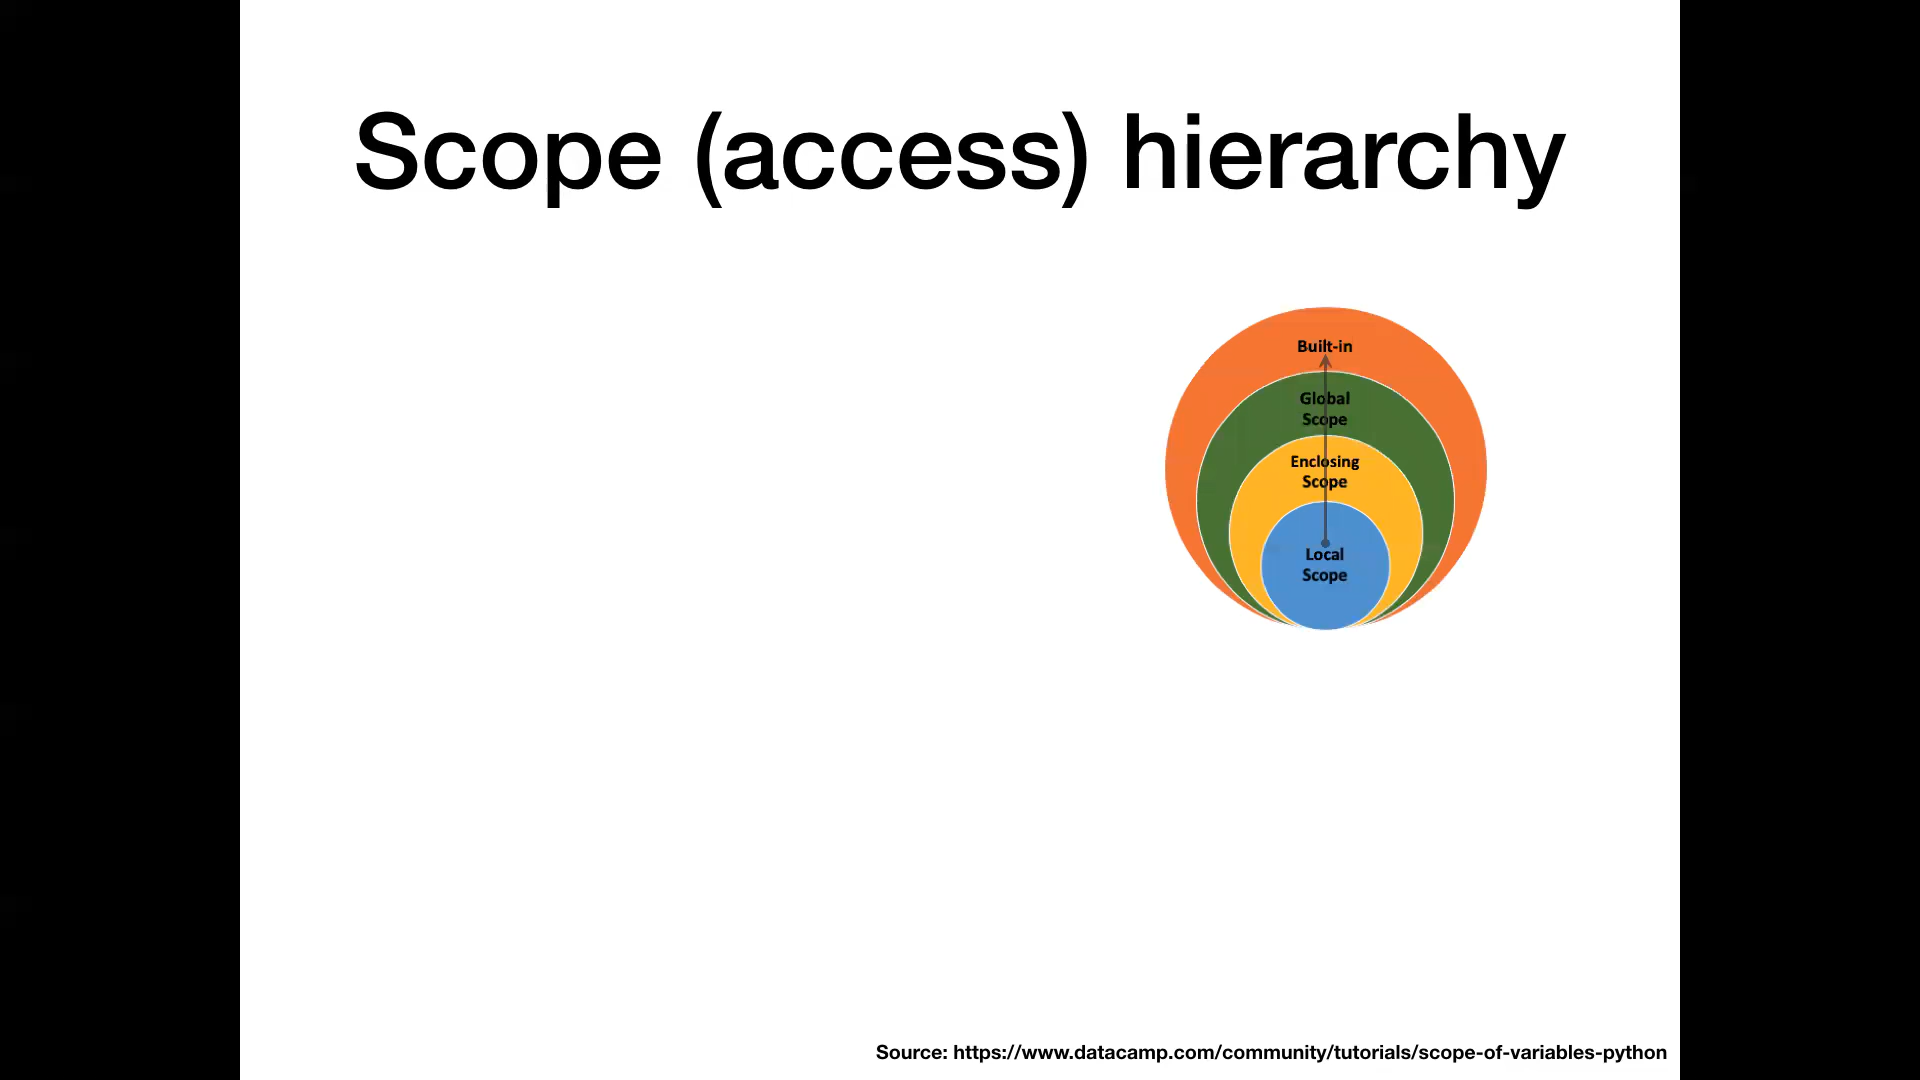 Scope (access) hierarchy
Built-in
Global
Scope
Enclosing
Scope
Local
Scope
Source: https://www.datacamp.com/community/tutorials/scope-of-variables-python